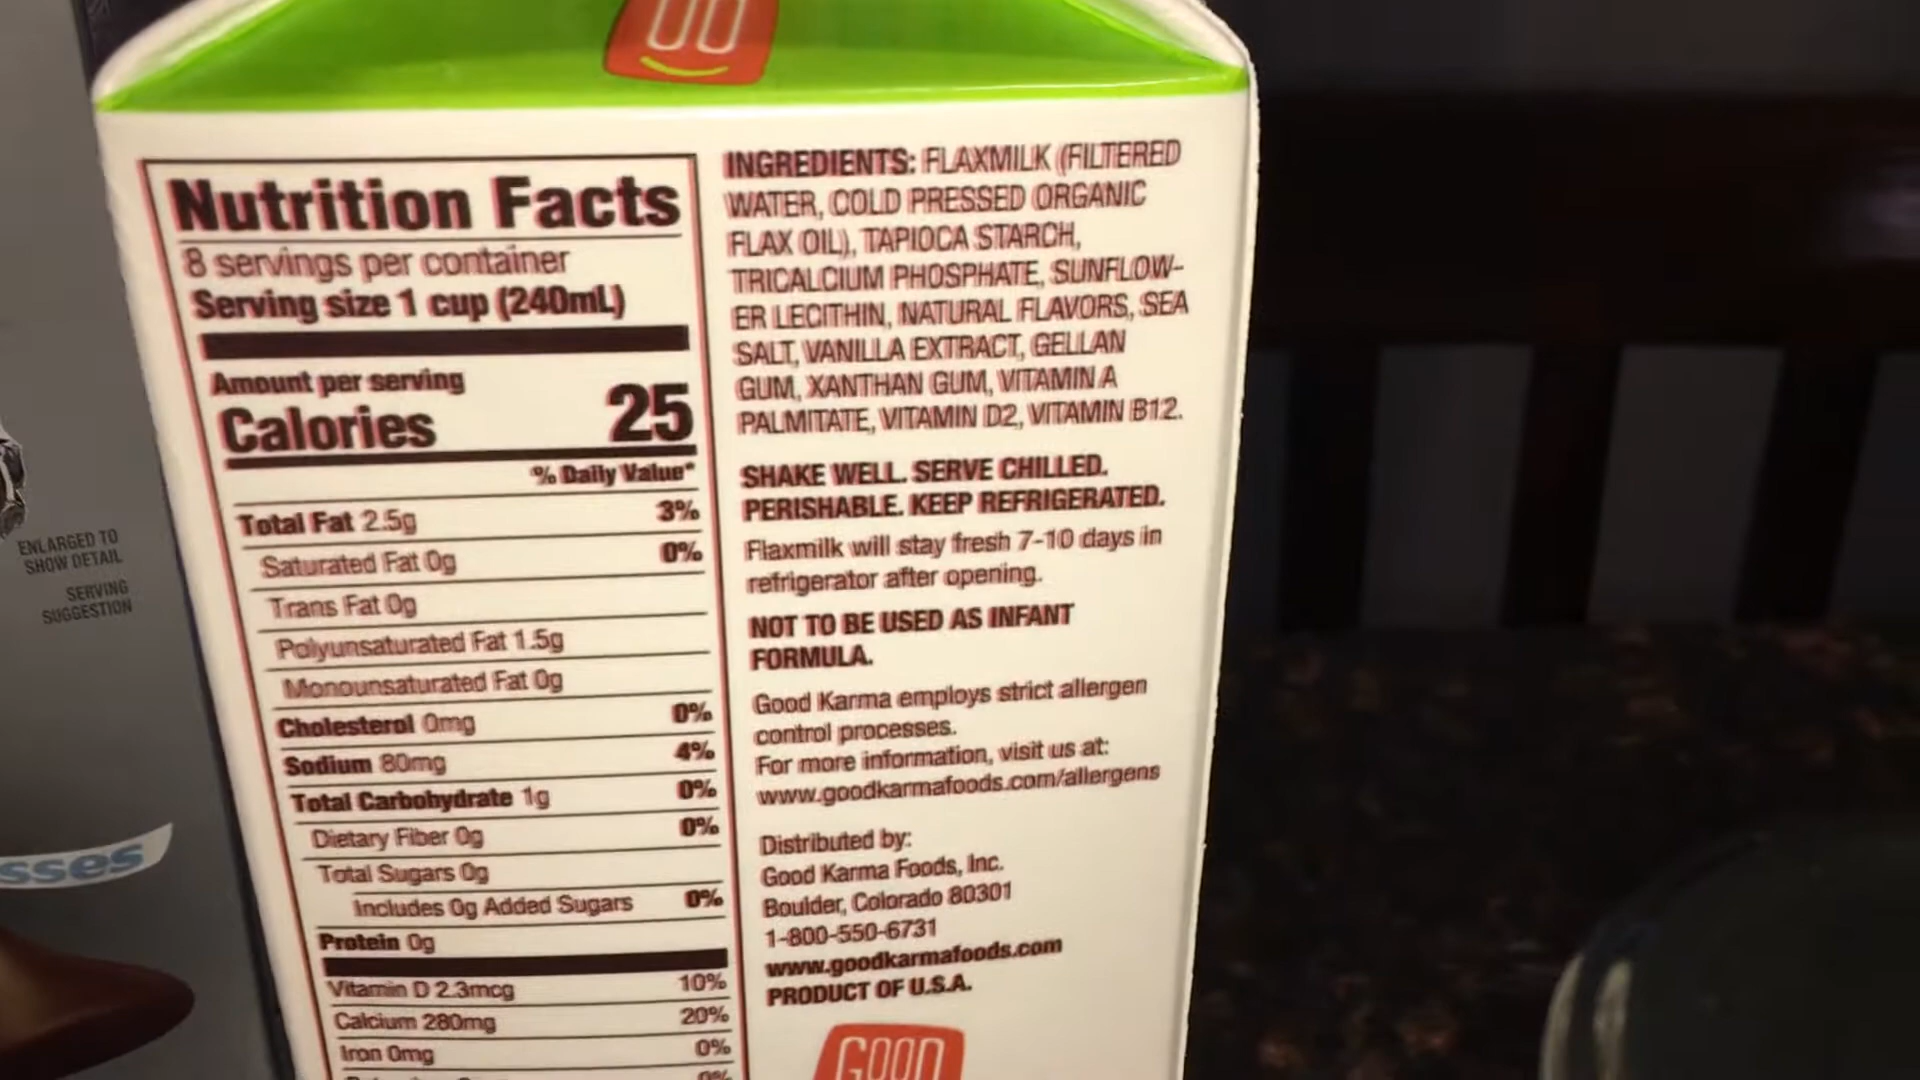 Nutrition Facts
8 servings per container
Serving size 1 cup (240mL)
Amount per serving
Calories 25
% Daily Value*
Total Fat 2.5g 3%
Saturated Fat 0g 0%
Trans Fat 0g
Polyunsaturated Fat 1.5g
Monounsaturated Fat 0g
Cholesterol 0mg 0%
Sodium 80mg 4%
Total Carbohydrate 1g 0%
Dietary Fiber 0g 0%
Total Sugars 0g
Includes 0g Added Sugars 0%
Protein 0g
Vitamin D 2.3mcg 10%
Calcium 280mg 20%
Iron 0mg 0%
0%
INGREDIENTS: FLAXMILK (FILTERED
WATER, COLD PRESSED ORGANIC
FLAX OIL), TAPIOCA STARCH,
TRICALCIUM PHOSPHATE, SUNFLOW-
ER LECITHIN, NATURAL FLAVORS, SEA
SALT, VANILLA EXTRACT, GELLAN
GUM, XANTHAN GUM, VITAMIN A
PALMITATE, VITAMIN D2, VITAMIN B12.
SHAKE WELL. SERVE CHILLED.
PERISHABLE. KEEP REFRIGERATED.
Flaxmilk will stay fresh 7-10 days in
refrigerator after opening.
NOT TO BE USED AS INFANT
FORMULA.
Good Karma employs strict allergen
control processes.
For more information, visit us at:
www.goodkarmafoods.com/allergens
Distributed by:
Good Karma Foods, Inc.
Boulder, Colorado 80301
1-800-550-6731
www.goodkarmafoods.com
PRODUCT OF U.S.A.
GOOD
ENLARGED TO
SHOW DETAIL
SERVING
SUGGESTION
sses